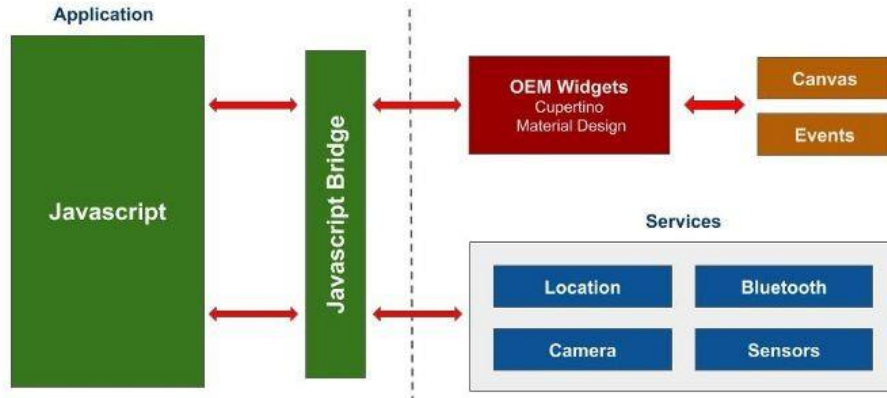 Application
Javascript
Javascript Bridge
OEM Widgets
Cupertino
Material Design
Canvas
Events
Services
Location
Bluetooth
Camera
Sensors